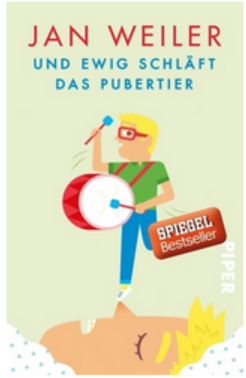 JAN WEILER
UND EWIG SCHLÄFT
DAS PUBERTIER
SPIEGEL
Bestseller
PIPER